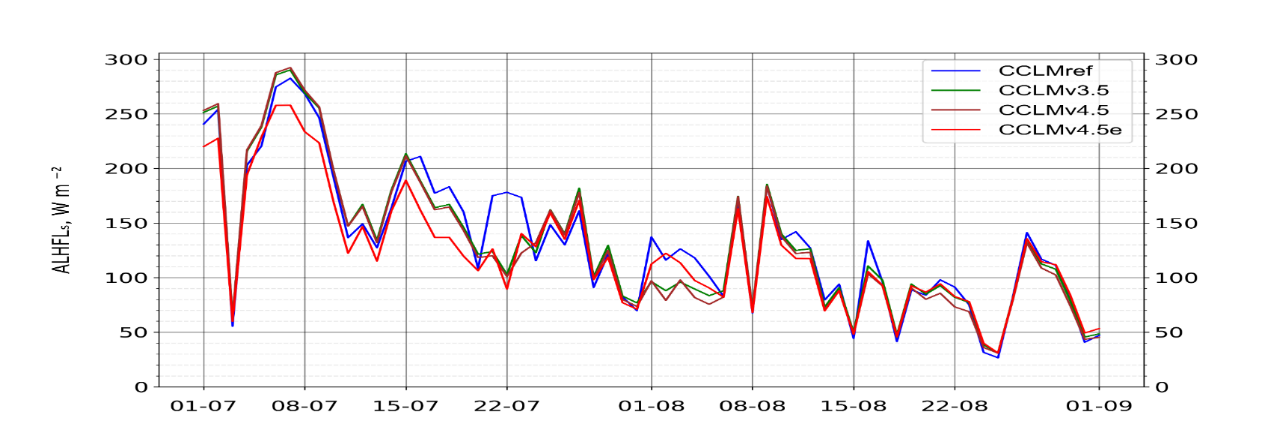 300 300
250 250
200 200
150 150
100 100
50 50
0 0
ALHFLₛ, W m⁻²
CCLMref
CCLMv3.5
CCLMv4.5
CCLMv4.5e
01-07 08-07 15-07 22-07 01-08 08-08 15-08 22-08 01-09